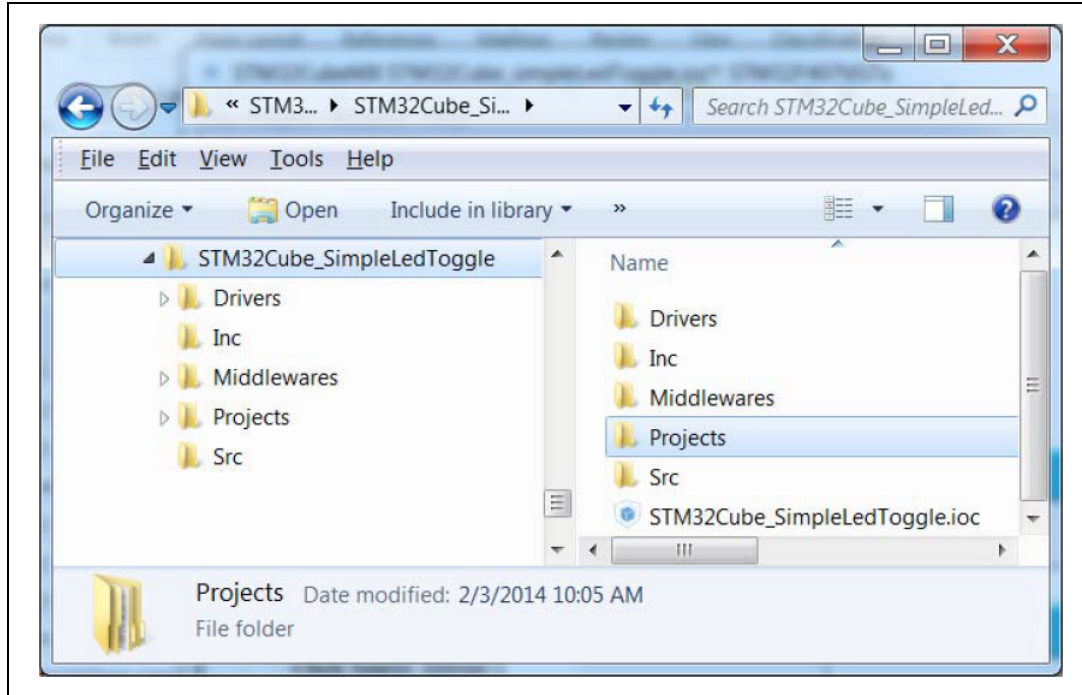 « STM3... ▸ STM32Cube_Si... ▸ Search STM32Cube_SimpleLed...
File Edit View Tools Help
Organize Open Include in library »
STM32Cube_SimpleLedToggle
Drivers
Inc
Middlewares
Projects
Src
Name
Drivers
Inc
Middlewares
Projects
Src
STM32Cube_SimpleLedToggle.ioc
Projects Date modified: 2/3/2014 10:05 AM
File folder